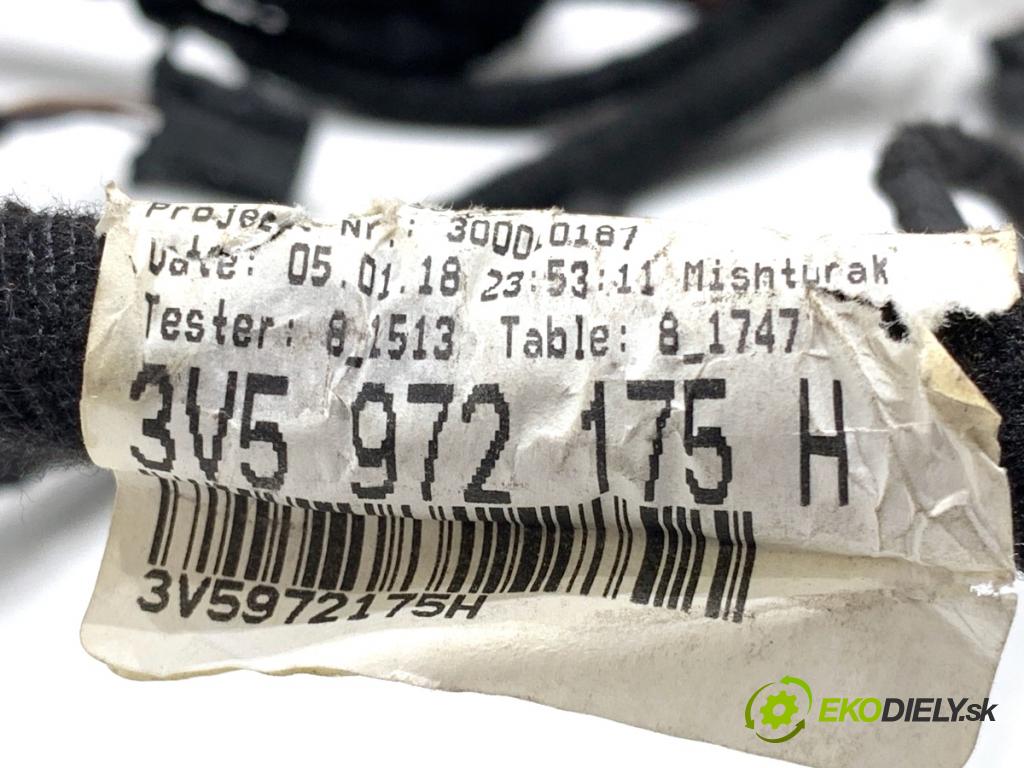 Project Nr.: 3000.0187
Date: 05.01.18 23:53:11 Mishturak
Tester: 8_1513 Table: 8_1747
3V5 972 175 H
3V5972175H
EKODIELY.sk